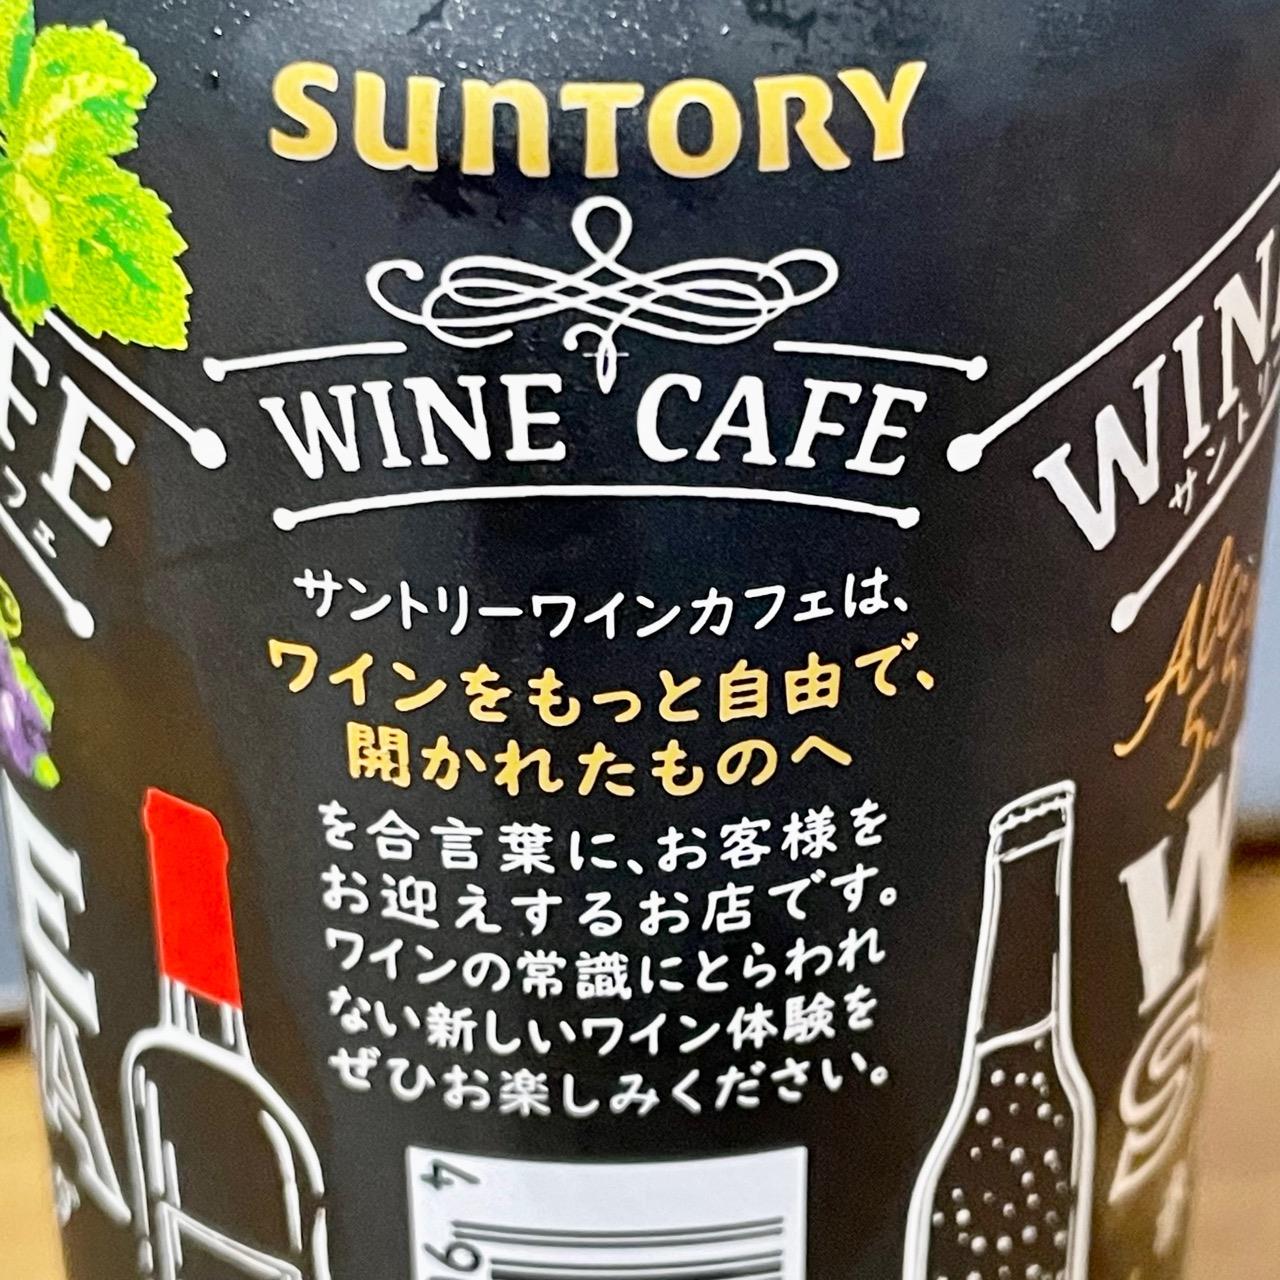 SUNTORY
WINE CAFE
サントリーワインカフェは、
ワインをもっと自由で、
開かれたものへ
を合言葉に、お客様を
お迎えするお店です。
ワインの常識にとらわれ
ない新しいワイン体験を
ぜひお楽しみください。
4